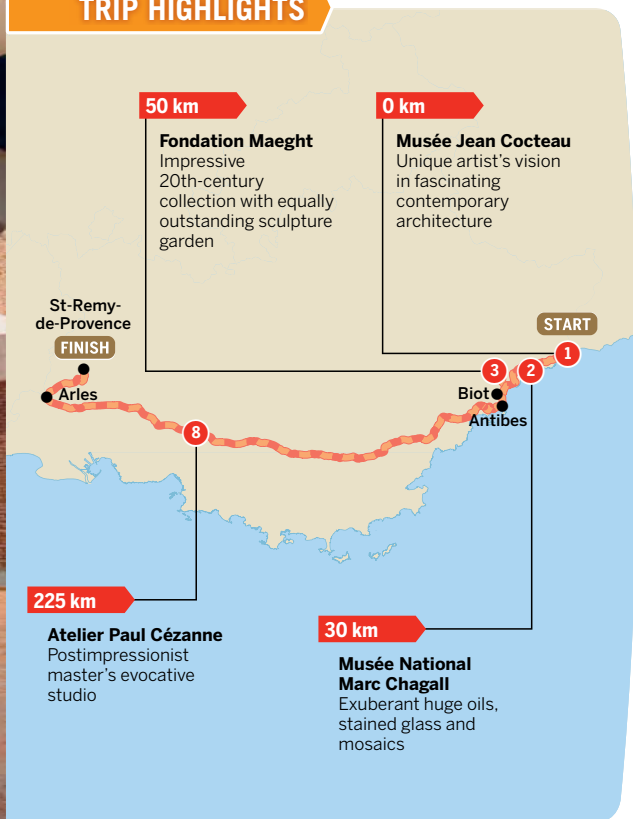 TRIP HIGHLIGHTS
50 km
Fondation Maeght
Impressive
20th-century
collection with equally
outstanding sculpture
garden
0 km
Musée Jean Cocteau
Unique artist's vision
in fascinating
contemporary
architecture
St-Remy-
de-Provence
FINISH
START
1
2
3
Biot
Arles
Antibes
8
225 km
Atelier Paul Cézanne
Postimpressionist
master's evocative
studio
30 km
Musée National
Marc Chagall
Exuberant huge oils,
stained glass and
mosaics